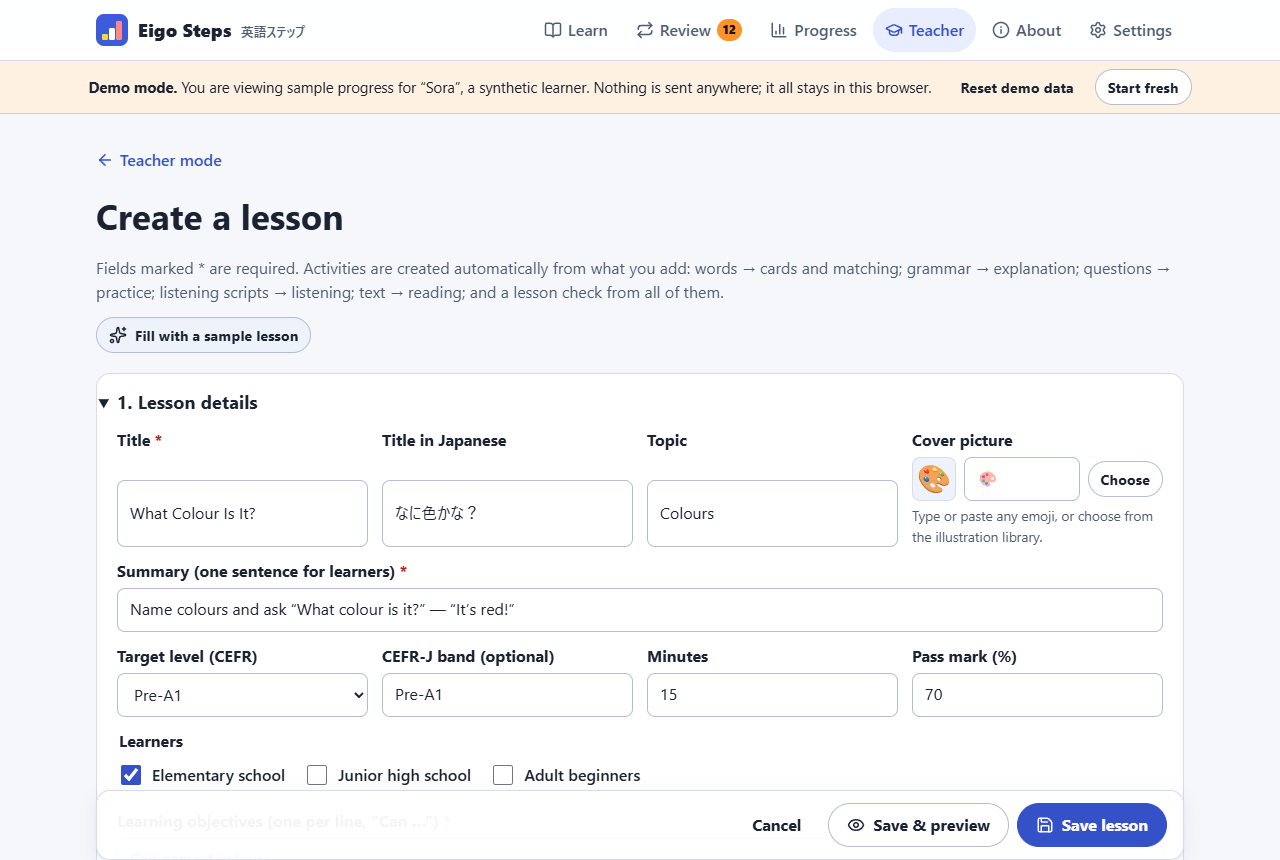 Eigo Steps 英語ステップ Learn Review 12 Progress Teacher About Settings
Demo mode. You are viewing sample progress for “Sora”, a synthetic learner. Nothing is sent anywhere; it all stays in this browser. Reset demo data Start fresh
← Teacher mode
Create a lesson
Fields marked * are required. Activities are created automatically from what you add: words → cards and matching; grammar → explanation; questions →
practice; listening scripts → listening; text → reading; and a lesson check from all of them.
Fill with a sample lesson
1. Lesson details
Title * Title in Japanese Topic Cover picture
What Colour Is It? なに色かな？ Colours Choose
Type or paste any emoji, or choose from
the illustration library.
Summary (one sentence for learners) *
Name colours and ask “What colour is it?” — “It’s red!”
Target level (CEFR) CEFR-J band (optional) Minutes Pass mark (%)
Pre-A1 Pre-A1 15 70
Learners
Elementary school Junior high school Adult beginners
Learning objectives (one per line, “Can …”) *
Cancel Save & preview Save lesson